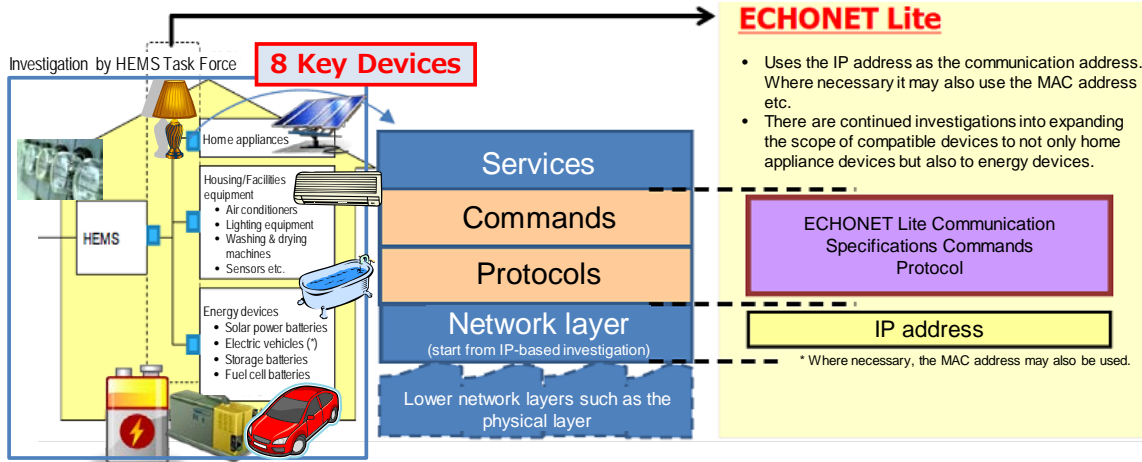 Investigation by HEMS Task Force
8 Key Devices
Home appliances
Housing/Facilities
equipment
• Air conditioners
• Lighting equipment
• Washing & drying
machines
• Sensors etc.
HEMS
Energy devices
• Solar power batteries
• Electric vehicles (*)
• Storage batteries
• Fuel cell batteries
Services
Commands
Protocols
Network layer
(start from IP-based investigation)
Lower network layers such as the
physical layer
ECHONET Lite
• Uses the IP address as the communication address.
Where necessary it may also use the MAC address
etc.
• There are continued investigations into expanding
the scope of compatible devices to not only home
appliance devices but also to energy devices.
ECHONET Lite Communication
Specifications Commands
Protocol
IP address
* Where necessary, the MAC address may also be used.